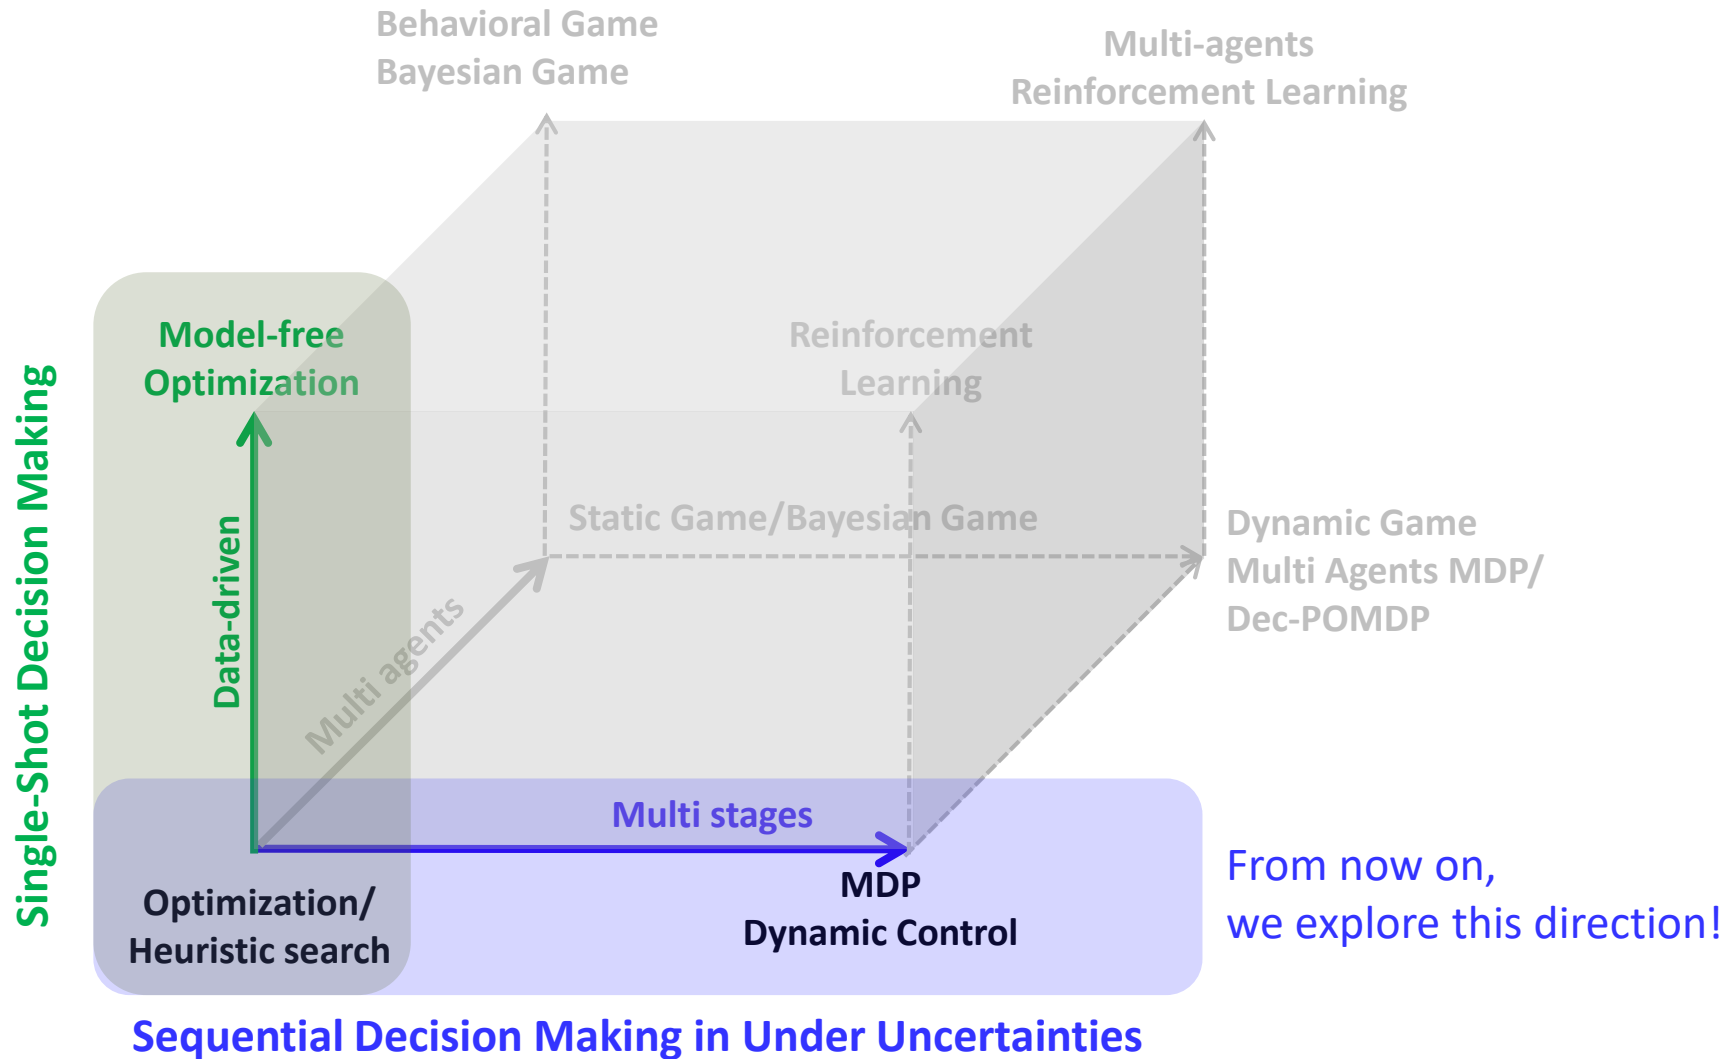 Behavioral Game
Bayesian Game
Multi-agents
Reinforcement Learning
Model-free
Optimization
Reinforcement
Learning
Single-Shot Decision Making
Data-driven
Multi agents
Static Game/Bayesian Game
Dynamic Game
Multi Agents MDP/
Dec-POMDP
Multi stages
Optimization/
Heuristic search
MDP
Dynamic Control
From now on,
we explore this direction!
Sequential Decision Making in Under Uncertainties